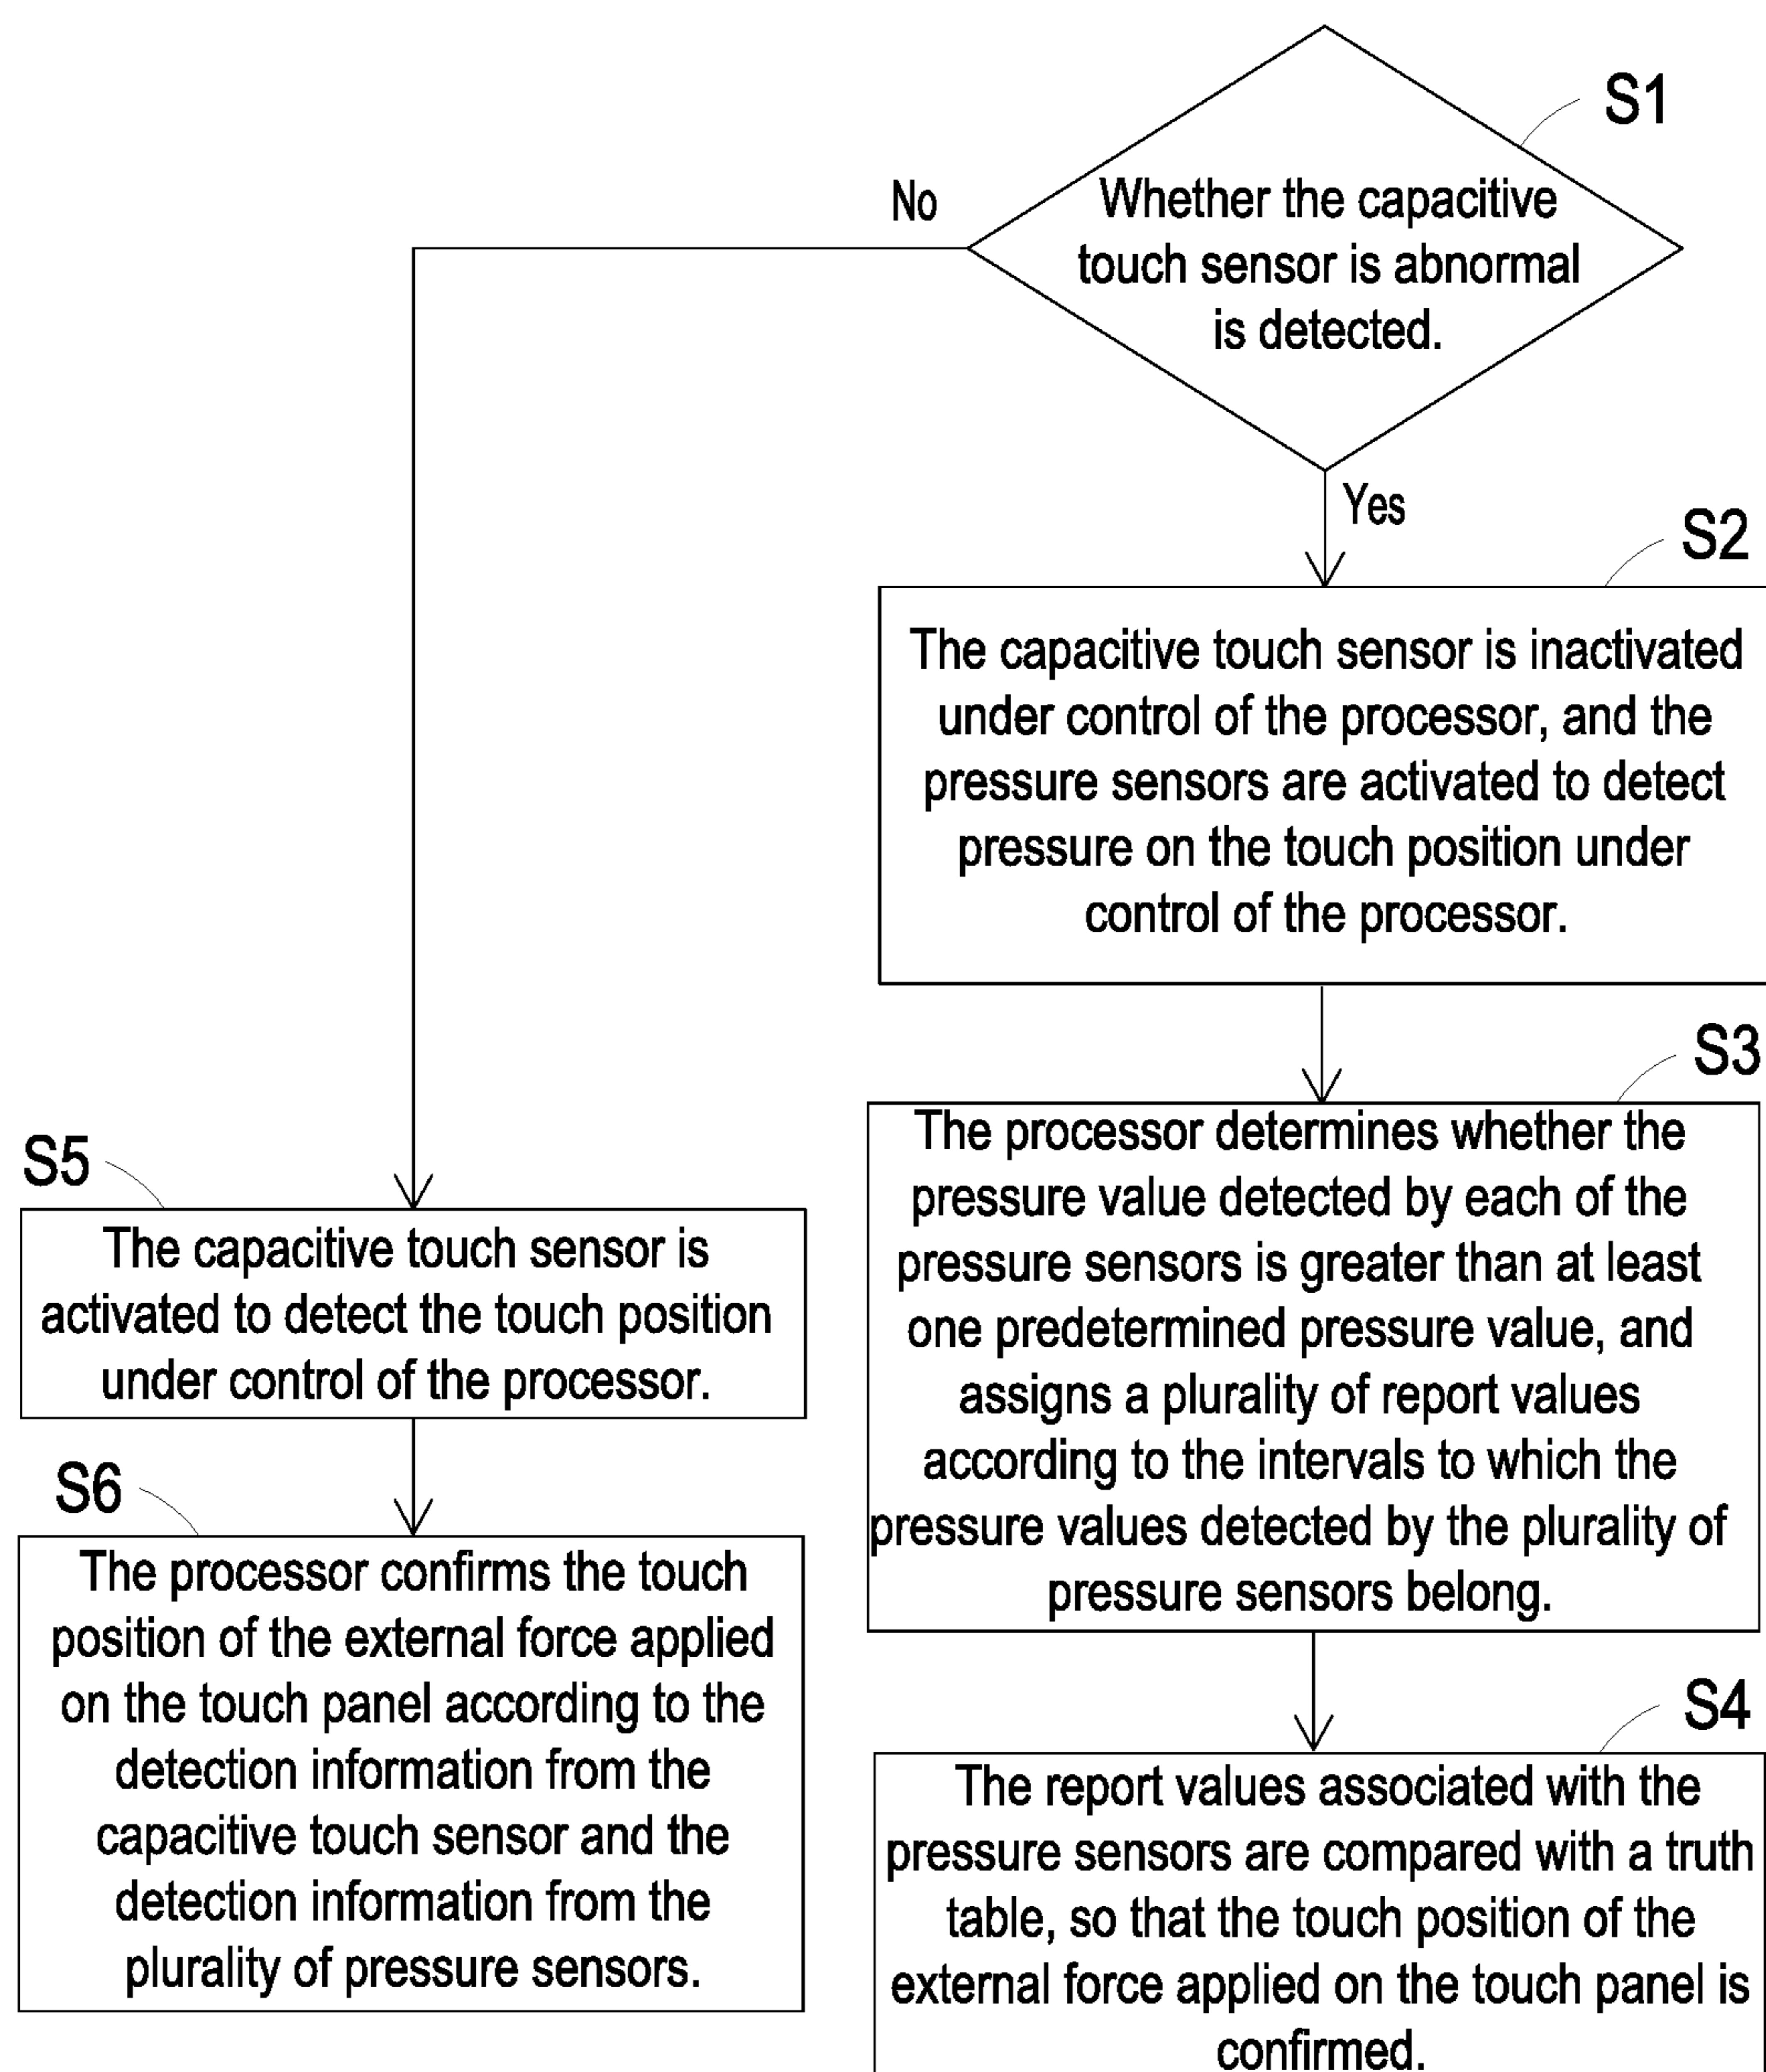 S1
Whether the capacitive
touch sensor is abnormal
is detected.
No
Yes
S2
The capacitive touch sensor is inactivated
under control of the processor, and the
pressure sensors are activated to detect
pressure on the touch position under
control of the processor.
S3
The processor determines whether the
pressure value detected by each of the
pressure sensors is greater than at least
one predetermined pressure value, and
assigns a plurality of report values
according to the intervals to which the
pressure values detected by the plurality of
pressure sensors belong.
S4
The report values associated with the
pressure sensors are compared with a truth
table, so that the touch position of the
external force applied on the touch panel is
confirmed.
S5
The capacitive touch sensor is
activated to detect the touch position
under control of the processor.
S6
The processor confirms the touch
position of the external force applied
on the touch panel according to the
detection information from the
capacitive touch sensor and the
detection information from the
plurality of pressure sensors.